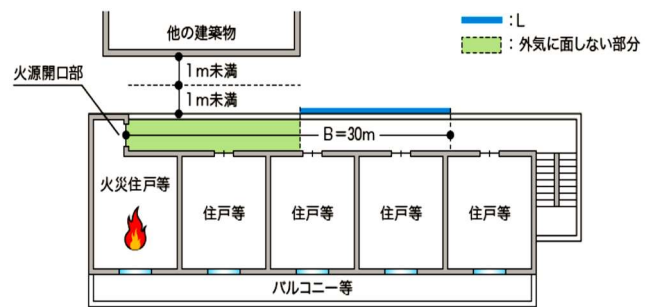 :L
:外気に面しない部分
他の建築物
火源開口部
1m未満
1m未満
B=30m
火災住戸等
住戸等
住戸等
住戸等
住戸等
バルコニー等